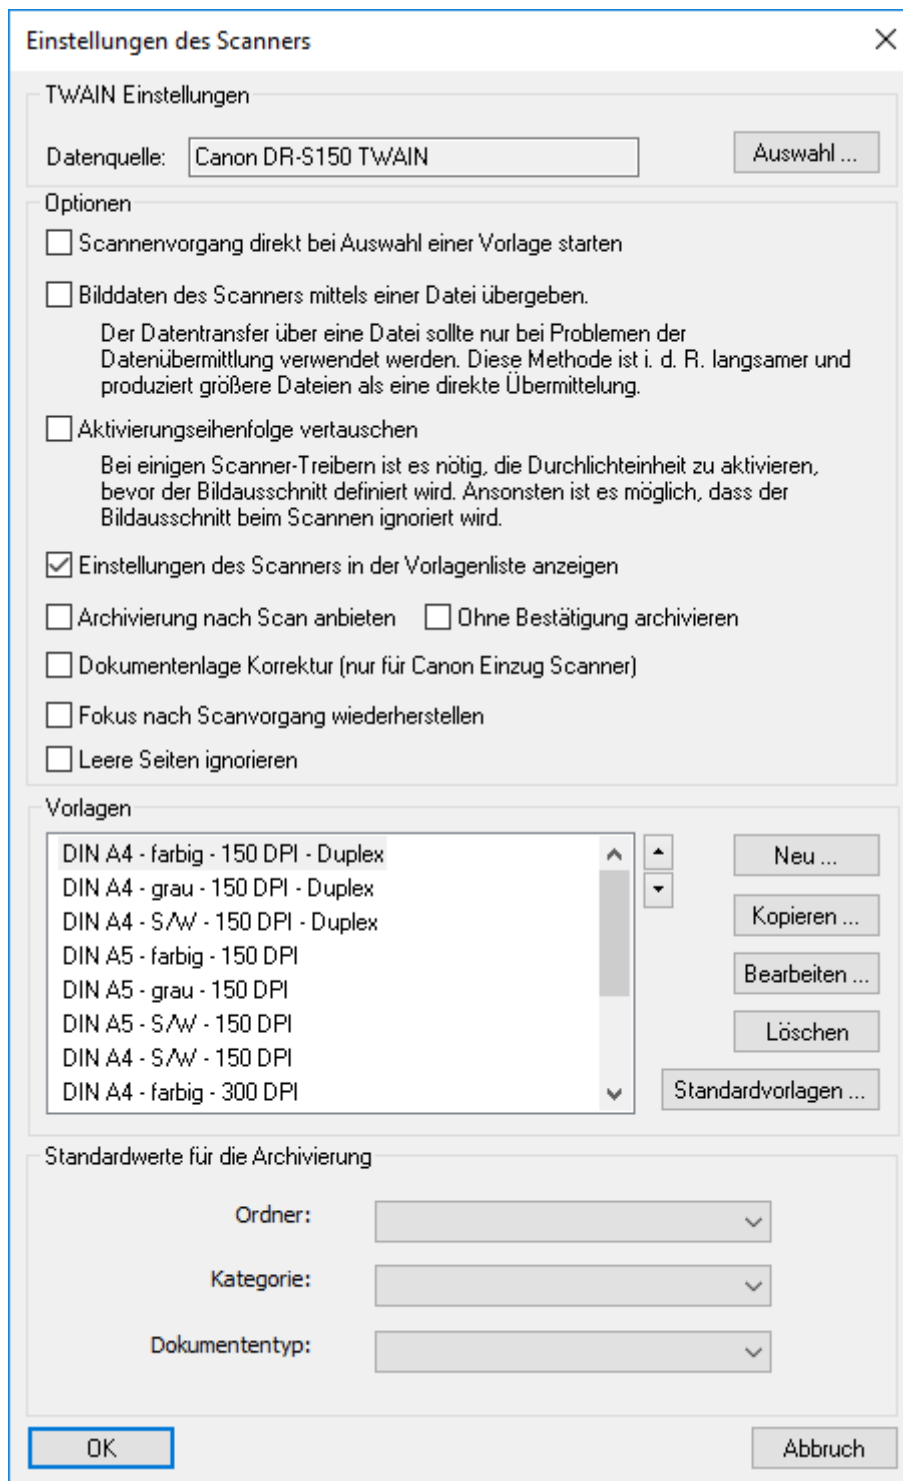 Einstellungen des Scanners
TWAIN Einstellungen
Datenquelle: Canon DR-S150 TWAIN Auswahl ...
Optionen
Scannenvorgang direkt bei Auswahl einer Vorlage starten
Bilddaten des Scanners mittels einer Datei übergeben.
Der Datentransfer über eine Datei sollte nur bei Problemen der
Datenübermittlung verwendet werden. Diese Methode ist i. d. R. langsamer und
produziert größere Dateien als eine direkte Übermittelung.
Aktivierungseihenfolge vertauschen
Bei einigen Scanner-Treibern ist es nötig, die Durchlichteinheit zu aktivieren,
bevor der Bildausschnitt definiert wird. Ansonsten ist es möglich, dass der
Bildausschnitt beim Scannen ignoriert wird.
Einstellungen des Scanners in der Vorlagenliste anzeigen
Archivierung nach Scan anbieten Ohne Bestätigung archivieren
Dokumentenlage Korrektur (nur für Canon Einzug Scanner)
Fokus nach Scanvorgang wiederherstellen
Leere Seiten ignorieren
Vorlagen
DIN A4 - farbig - 150 DPI - Duplex
DIN A4 - grau - 150 DPI - Duplex
DIN A4 - S/W - 150 DPI - Duplex
DIN A5 - farbig - 150 DPI
DIN A5 - grau - 150 DPI
DIN A5 - S/W - 150 DPI
DIN A4 - S/W - 150 DPI
DIN A4 - farbig - 300 DPI
Neu ...
Kopieren ...
Bearbeiten ...
Löschen
Standardvorlagen ...
Standardwerte für die Archivierung
Ordner:
Kategorie:
Dokumententyp:
OK Abbruch